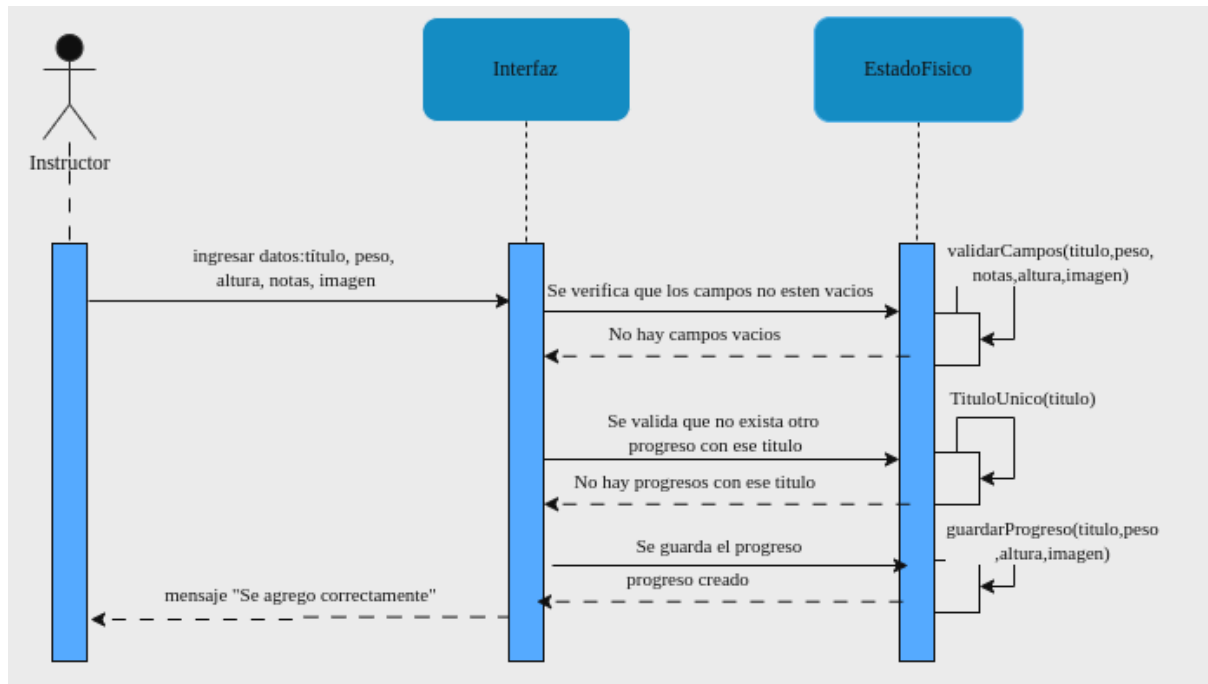 Interfaz
EstadoFisico
Instructor
ingresar datos:título, peso,
altura, notas, imagen
validarCampos(titulo,peso,
notas,altura,imagen)
Se verifica que los campos no esten vacios
No hay campos vacios
TituloUnico(titulo)
Se valida que no exista otro
progreso con ese titulo
No hay progresos con ese titulo
guardarProgreso(titulo,peso
,altura,imagen)
Se guarda el progreso
progreso creado
mensaje "Se agrego correctamente"